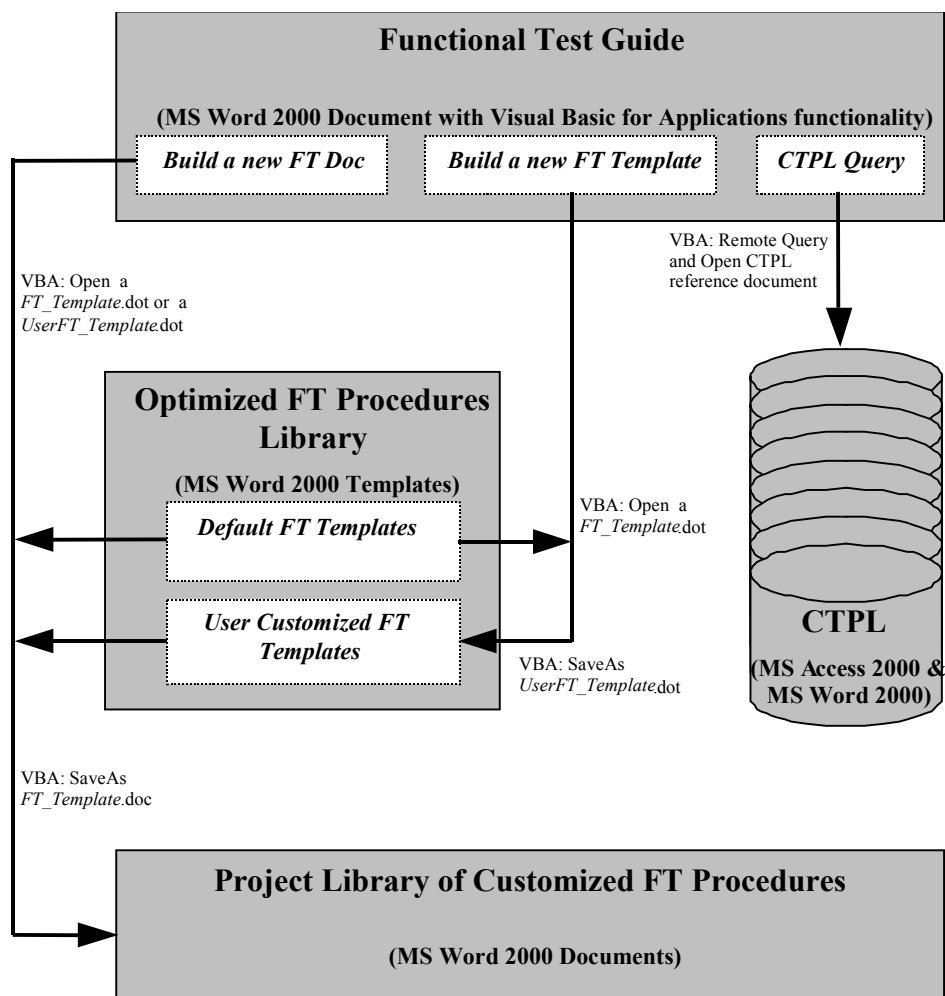 Functional Test Guide
(MS Word 2000 Document with Visual Basic for Applications functionality)
Build a new FT Doc
Build a new FT Template
CTPL Query
VBA: Remote Query
and Open CTPL
reference document
VBA: Open a
FT_Template.dot or a
UserFT_Template.dot
Optimized FT Procedures
Library
(MS Word 2000 Templates)
Default FT Templates
User Customized FT
Templates
VBA: Open a
FT_Template.dot
VBA: SaveAs
UserFT_Template.dot
CTPL
(MS Access 2000 &
MS Word 2000)
VBA: SaveAs
FT_Template.doc
Project Library of Customized FT Procedures
(MS Word 2000 Documents)